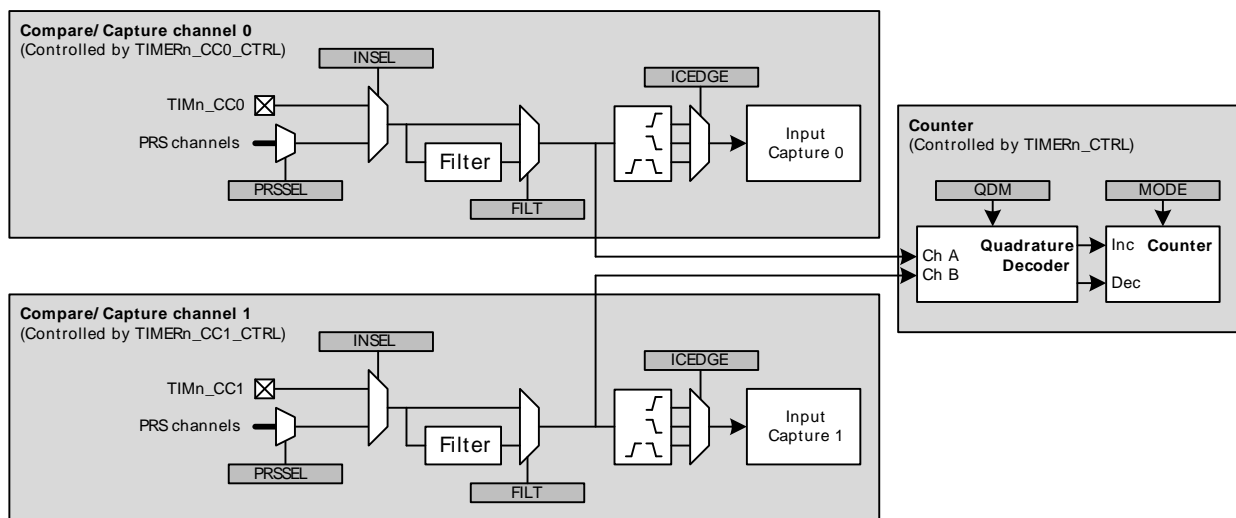 Compare/ Capture channel 0
(Controlled by TIMERn_CC0_CTRL)
INSEL
ICEDGE
TIMn_CC0
PRS channels
Filter
Input
Capture 0
PRSSEL
FILT
Counter
(Controlled by TIMERn_CTRL)
QDM
MODE
Ch A
Ch B
Quadrature
Decoder
Inc
Counter
Dec
Compare/ Capture channel 1
(Controlled by TIMERn_CC1_CTRL)
INSEL
ICEDGE
TIMn_CC1
PRS channels
Filter
Input
Capture 1
PRSSEL
FILT